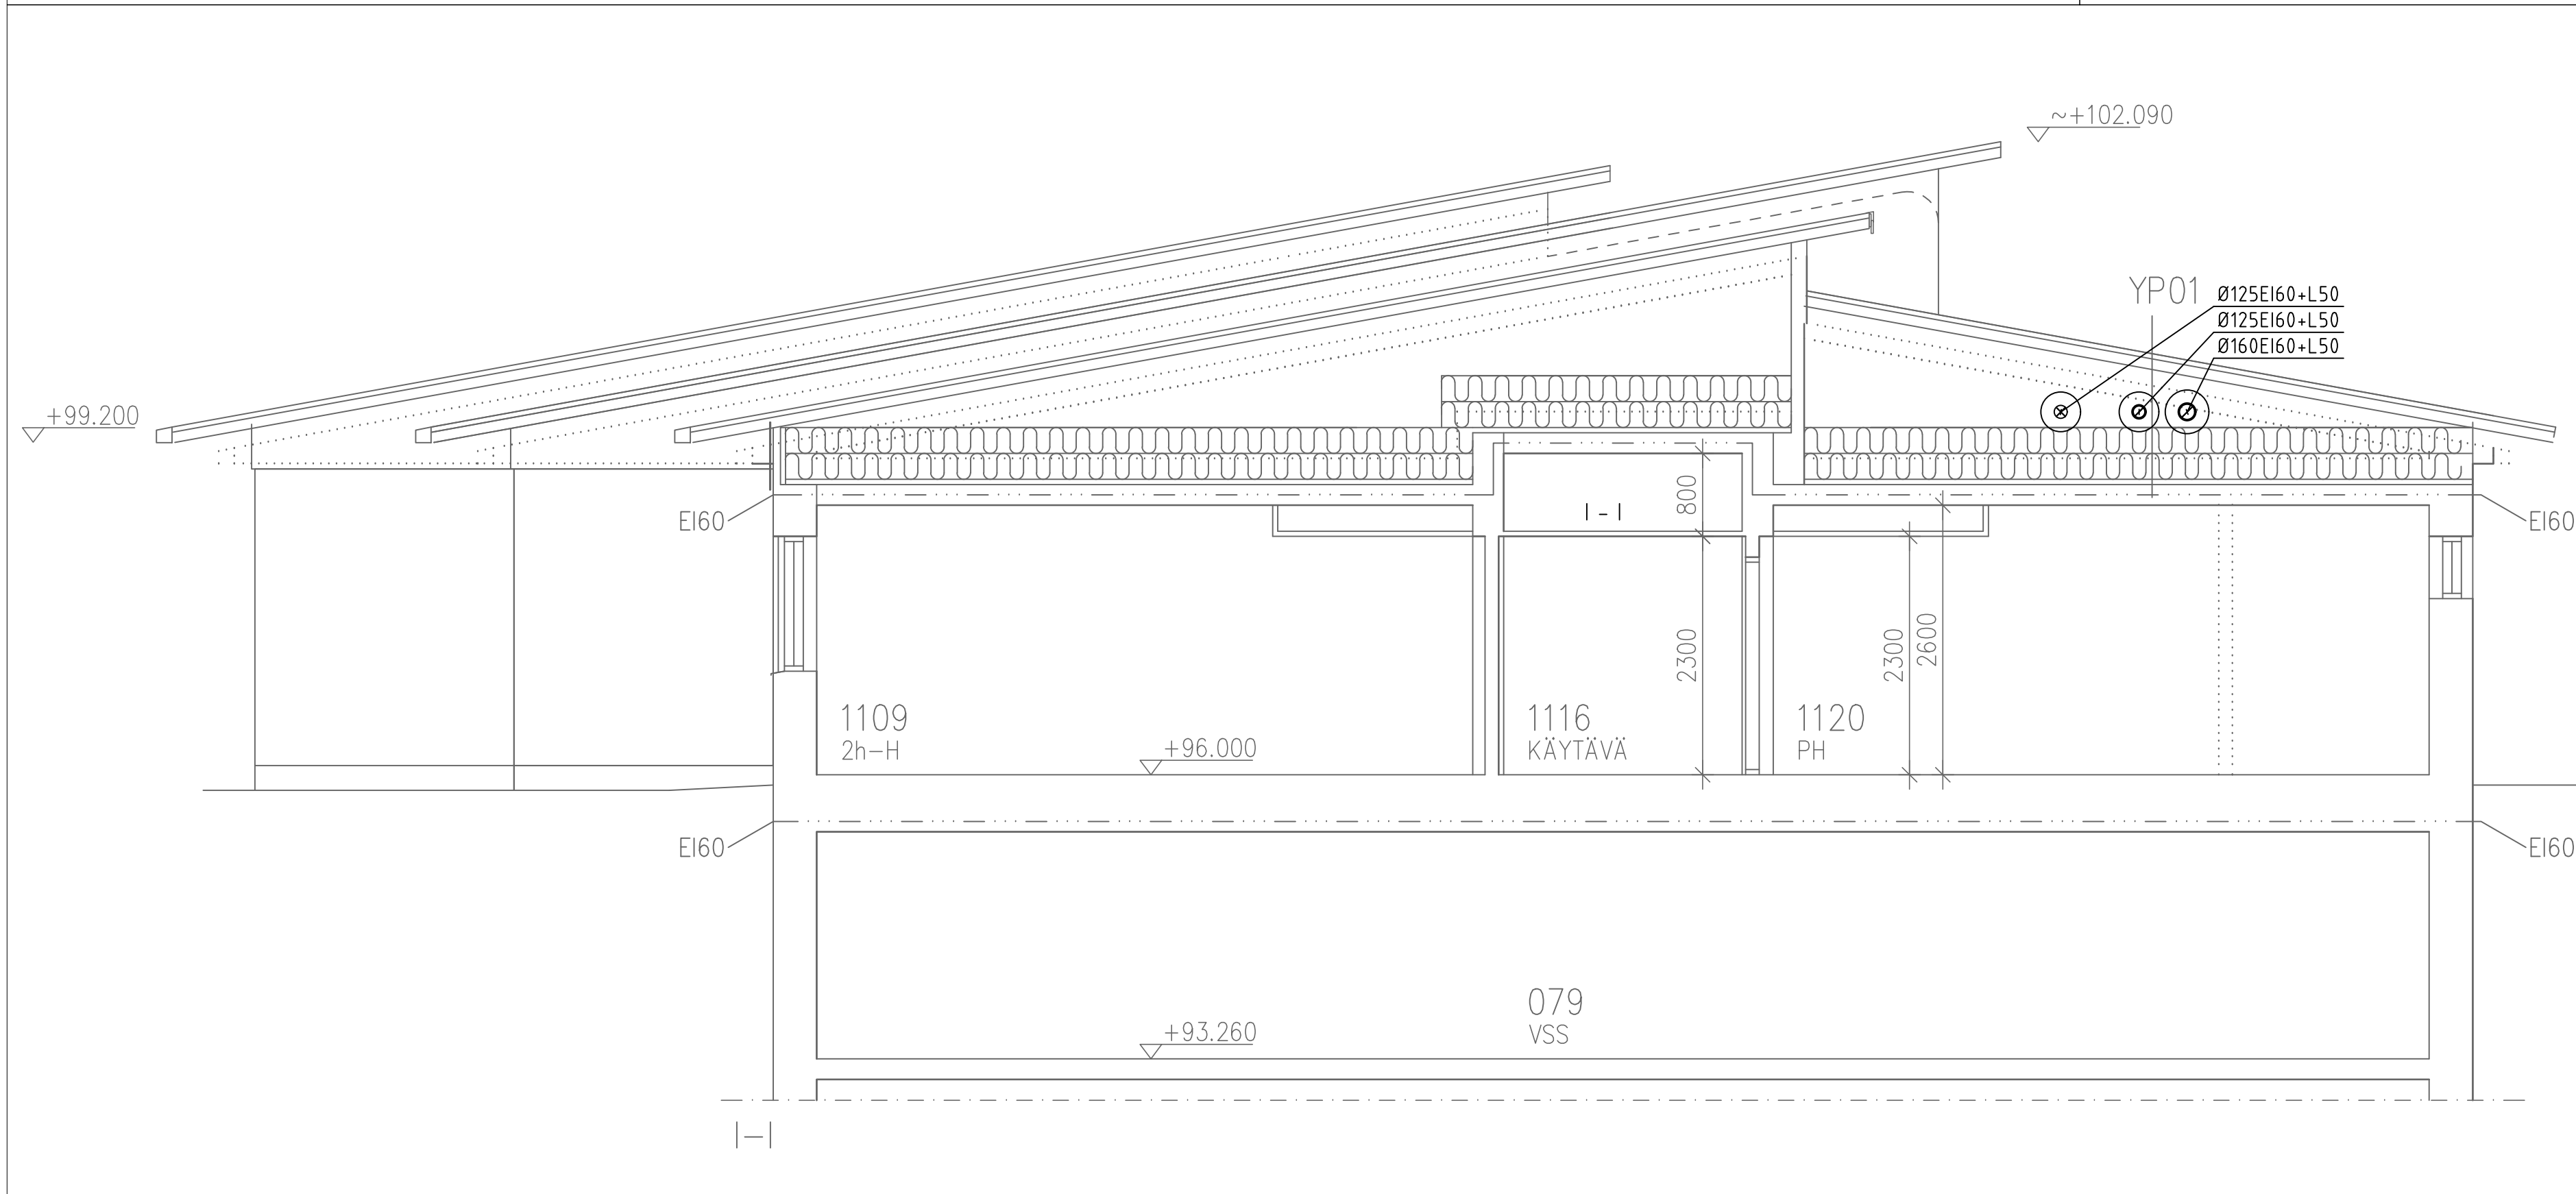 ~+102.090
YP01
Ø125EI60+L50
Ø125EI60+L50
Ø160EI60+L50
+99.200
EI60
800
I - I
EI60
2300
2300
2600
1109
2h-H
1116
KÄYTÄVÄ
1120
PH
+96.000
EI60
EI60
079
VSS
+93.260
I-I